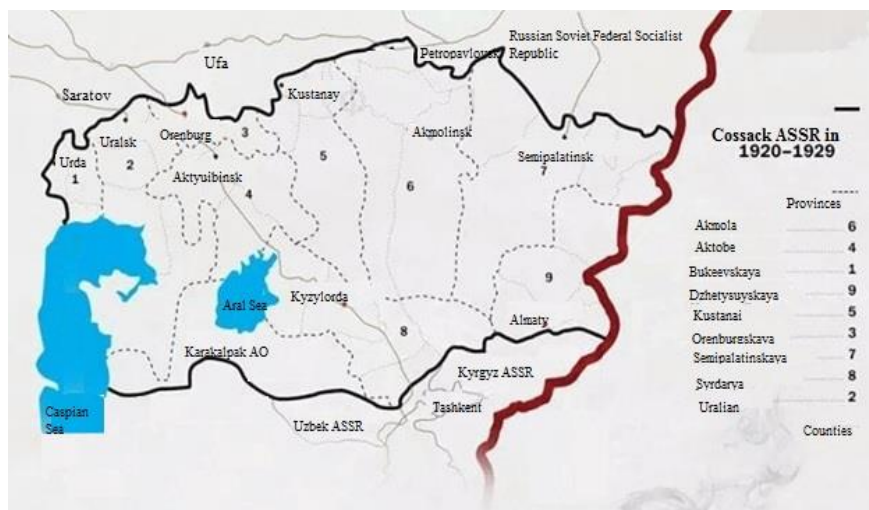 Russian Soviet Federal Socialist
Republic
Petropavlovsk
Ufa
Saratov
Kustanay
Orenburg
3
Uralsk
Akmolinsk
Cossack ASSR in
1920–1929
Urda
1
2
5
Semipalatinsk
7
Aktyuibinsk
4
6
Provinces
Akmola 6
Aktobe 4
Bukeevskaya 1
Dzhetysuyskaya 9
Kustanai 5
Orenburgskaya 3
Semipalatinskaya 7
Syrdarya 8
Uralian 2
Counties
9
Aral Sea
Kyzylorda
Almaty
8
Karakalpak AO
Kyrgyz ASSR
Caspian
Sea
Tashkent
Uzbek ASSR